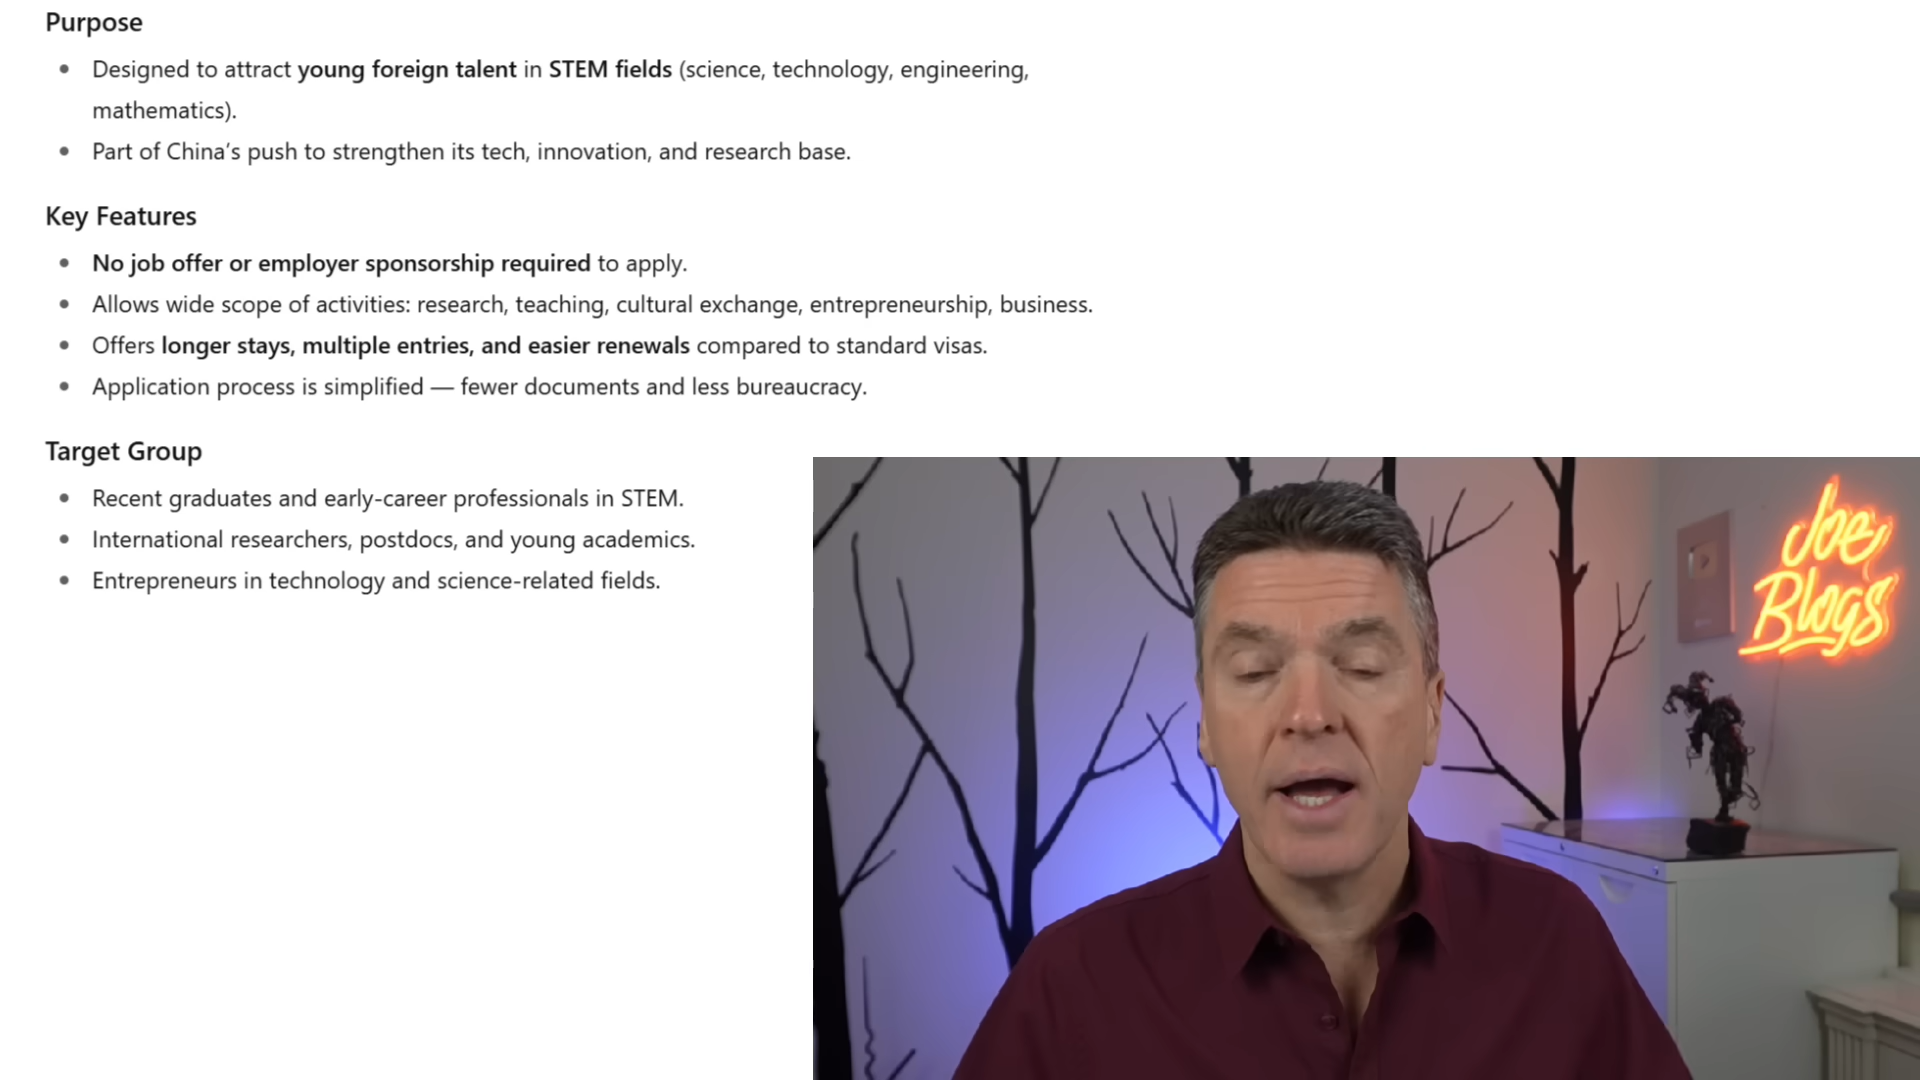 Purpose
Designed to attract young foreign talent in STEM fields (science, technology, engineering,
mathematics).
Part of China's push to strengthen its tech, innovation, and research base.
Key Features
No job offer or employer sponsorship required to apply.
Allows wide scope of activities: research, teaching, cultural exchange, entrepreneurship, business.
Offers longer stays, multiple entries, and easier renewals compared to standard visas.
Application process is simplified — fewer documents and less bureaucracy.
Target Group
Recent graduates and early-career professionals in STEM.
International researchers, postdocs, and young academics.
Entrepreneurs in technology and science-related fields.
Joe
Blogs